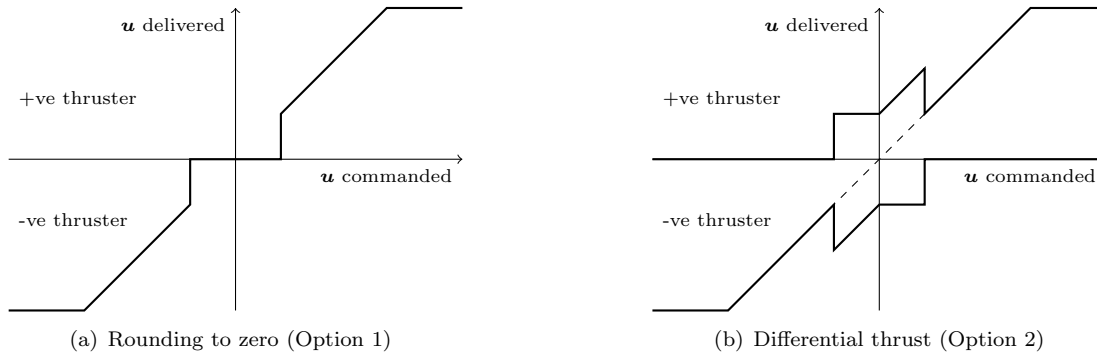 u delivered
+ve thruster
u commanded
-ve thruster
(a) Rounding to zero (Option 1)
u delivered
+ve thruster
u commanded
-ve thruster
(b) Differential thrust (Option 2)